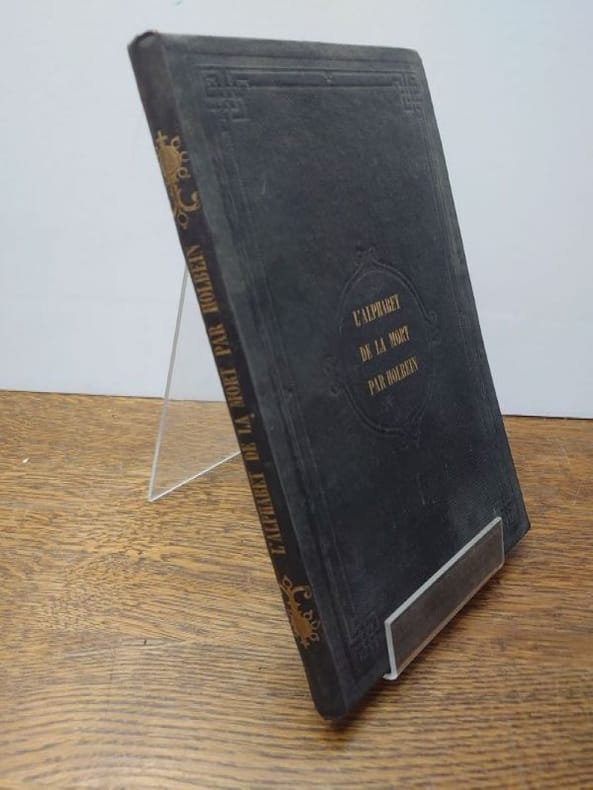 L'ALPHABET
DE LA MORT
PAR HOLBEIN
L'ALPHABET DE LA MORT PAR HOLBEIN